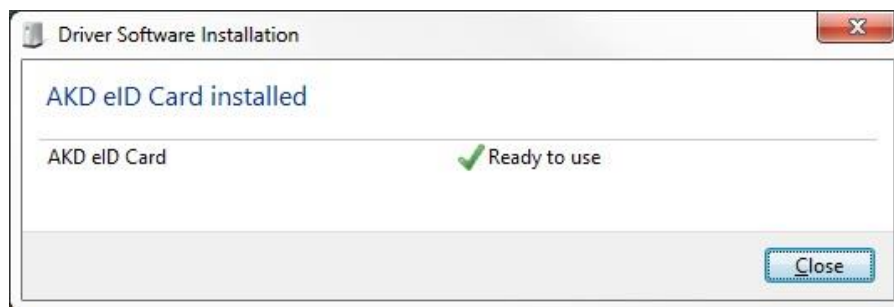 Driver Software Installation
AKD eID Card installed
AKD eID Card Ready to use
Close